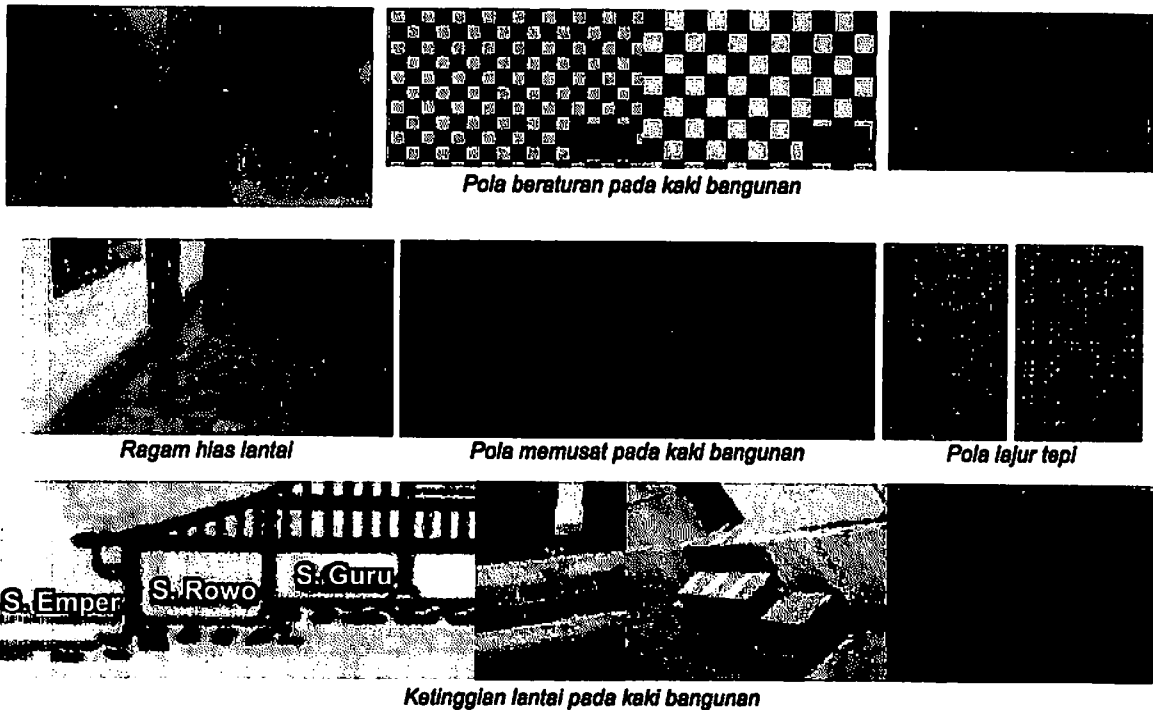 Pola beraturan pada kaki bangunan
Ragam hias lantai
Pola memusat pada kaki bangunan
Pola lajur tepi
S. Emper
S. Rowo
S. Guru
Ketinggian lantai pada kaki bangunan